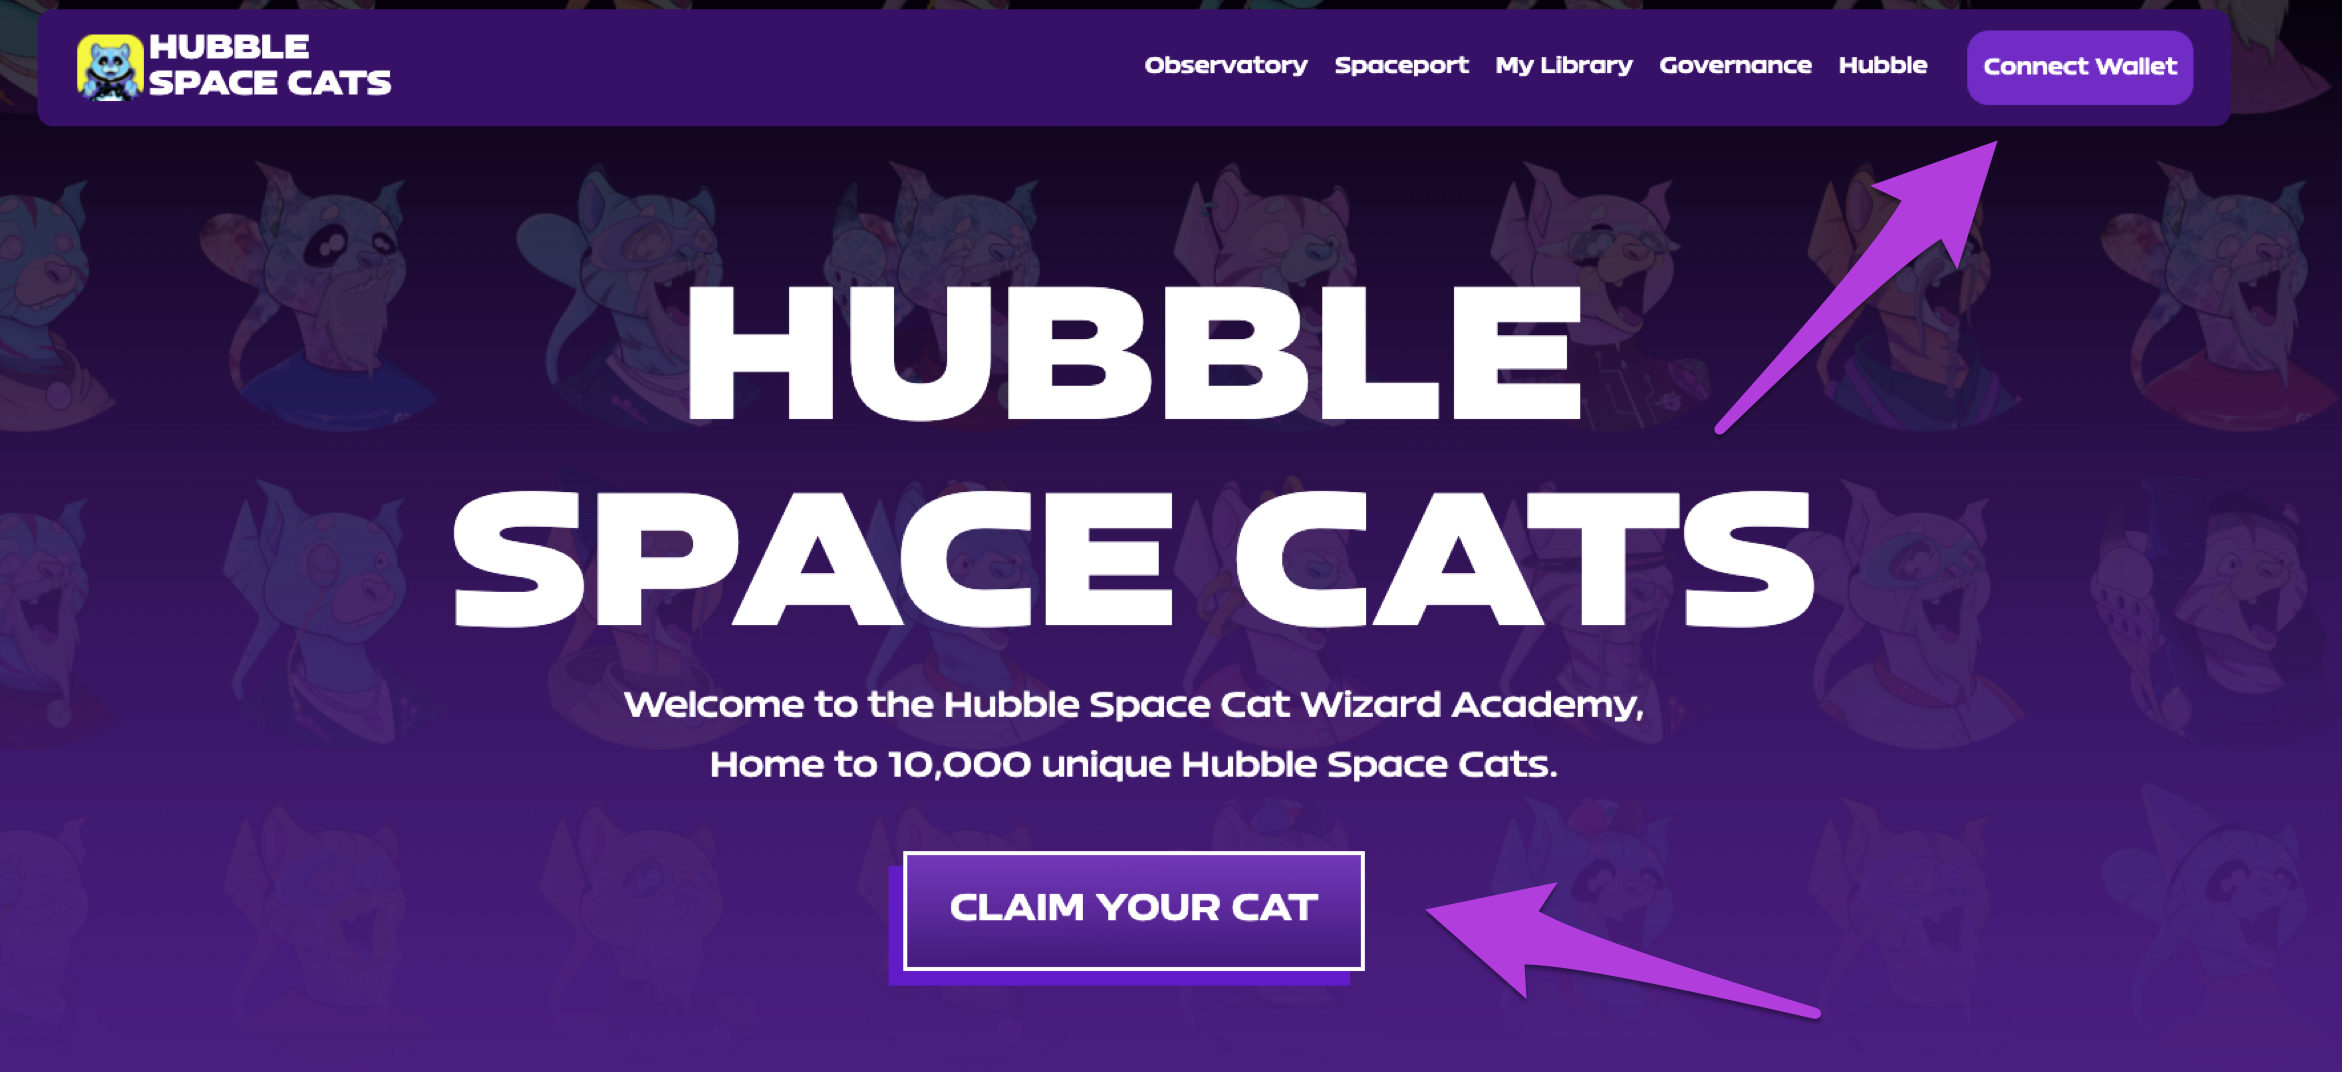 HUBBLE
SPACE CATS
Observatory Spaceport My Library Governance Hubble Connect Wallet
HUBBLE
SPACE CATS
Welcome to the Hubble Space Cat Wizard Academy,
Home to 10,000 unique Hubble Space Cats.
CLAIM YOUR CAT